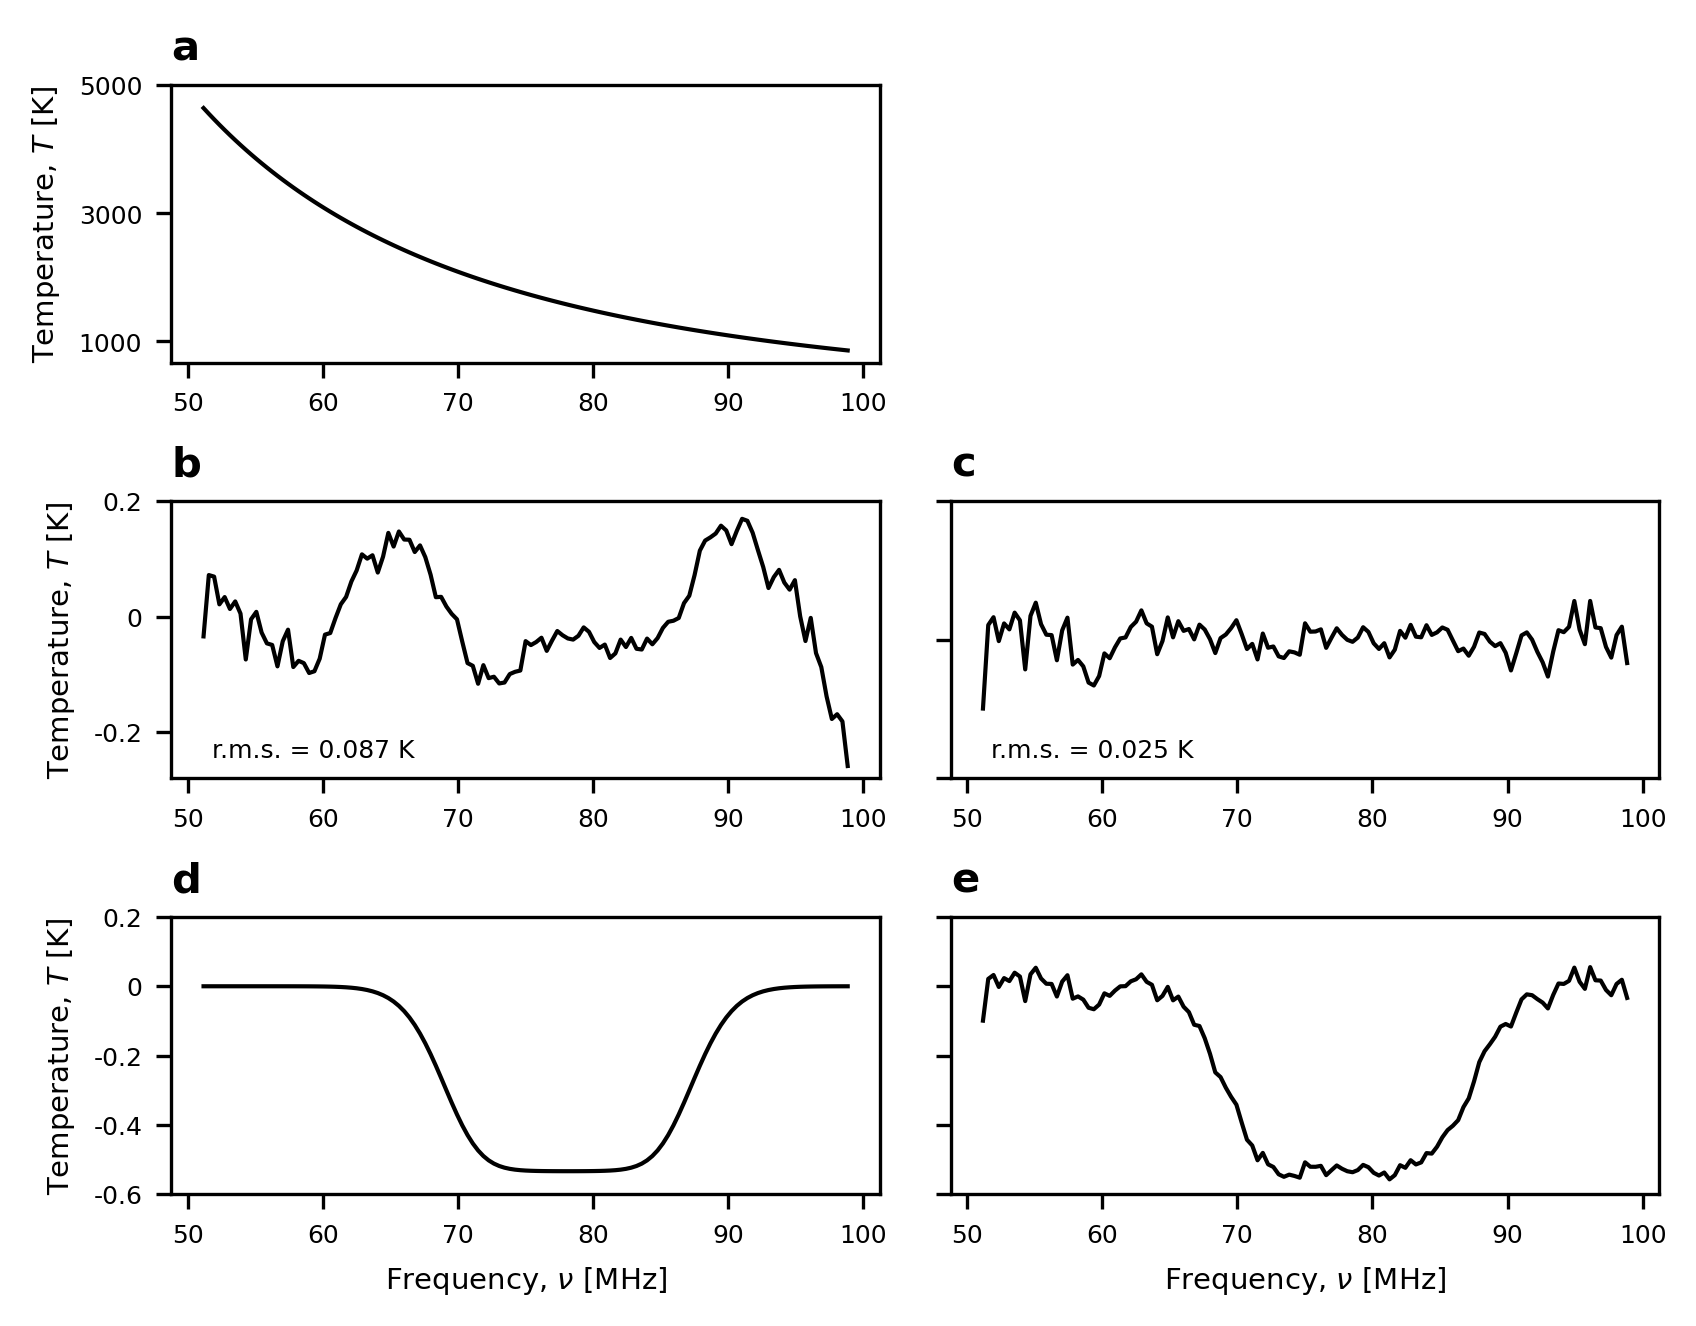 a
Temperature, T [K]
5000
3000
1000
50 60 70 80 90 100
b
Temperature, T [K]
0.2
0
-0.2
r.m.s. = 0.087 K
50 60 70 80 90 100
c
r.m.s. = 0.025 K
50 60 70 80 90 100
d
Temperature, T [K]
0.2
0
-0.2
-0.4
-0.6
50 60 70 80 90 100
Frequency, ν [MHz]
e
50 60 70 80 90 100
Frequency, ν [MHz]